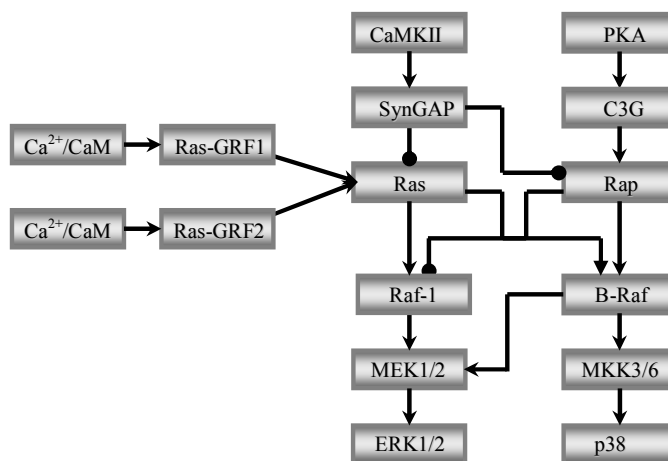 CaMKII
PKA
SynGAP
C3G
Ca²⁺/CaM
Ras-GRF1
Ras
Rap
Ca²⁺/CaM
Ras-GRF2
Raf-1
B-Raf
MEK1/2
MKK3/6
ERK1/2
p38